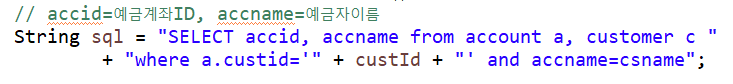 // accid=예금계좌ID, accname=예금자이름
String sql = "SELECT accid, accname from account a, customer c "
+ "where a.custid='" + custId + "' and accname=csname";